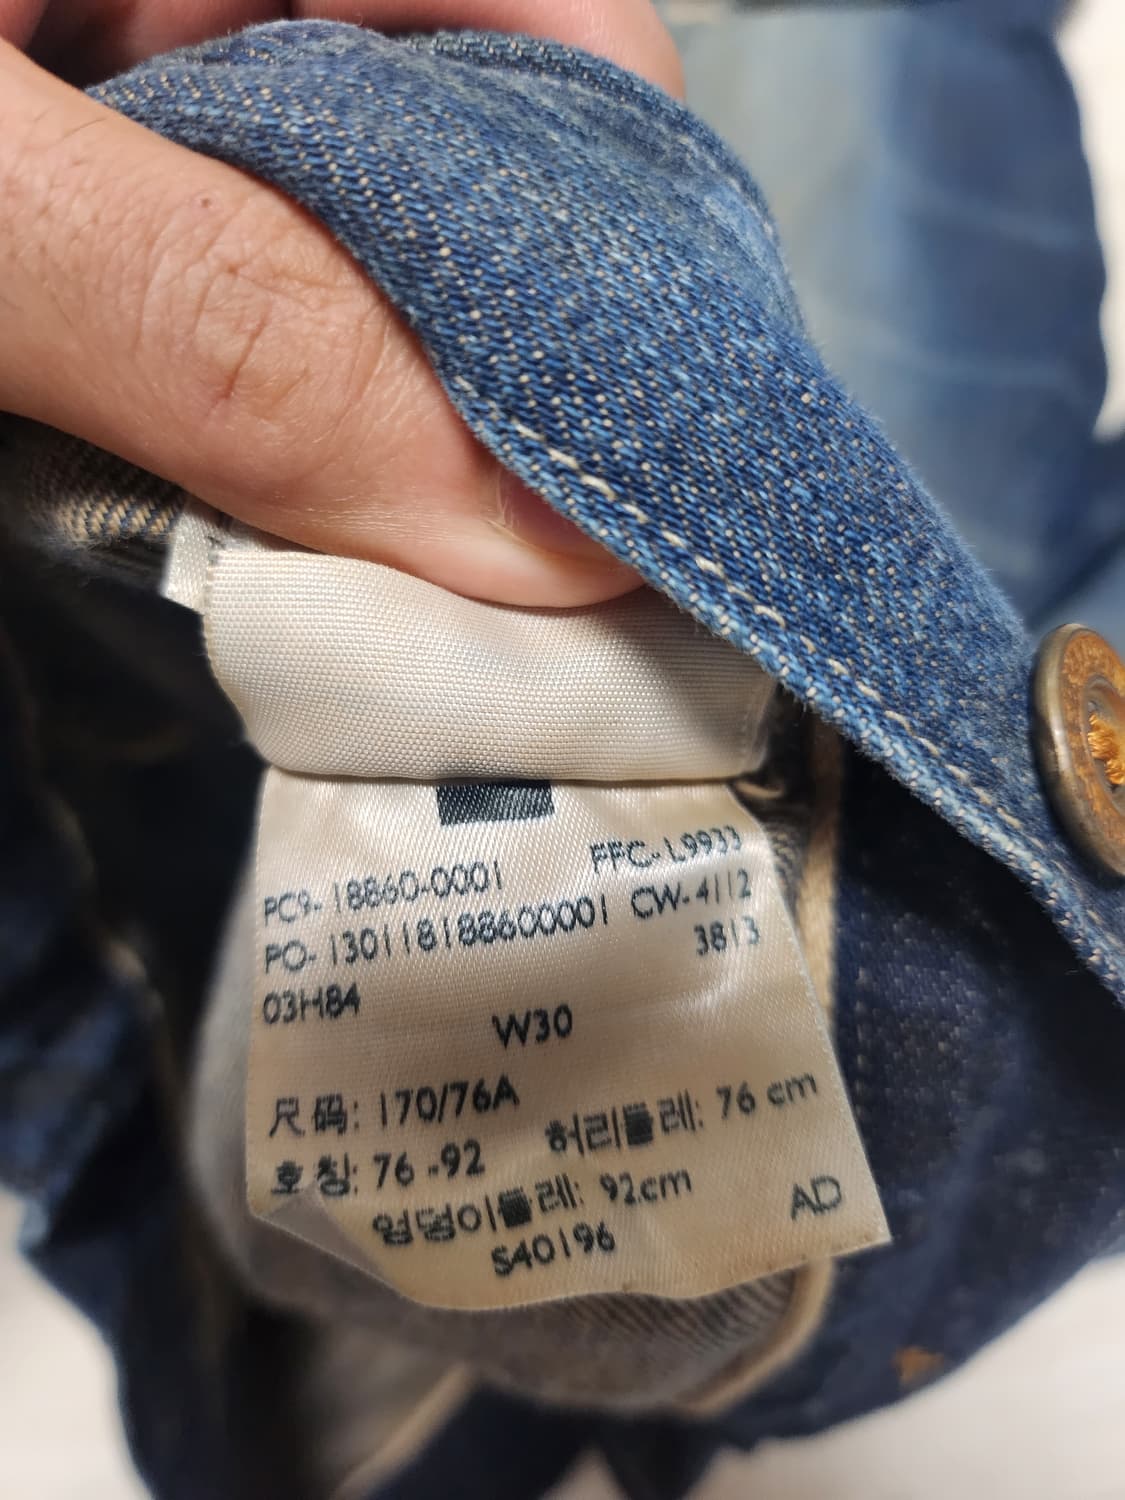 PC9- 18860-0001 FFC- L9933
PO- 130118188600001 CW-4112
3813
03H84
W30
尺码: 170/76A
호칭: 76 -92 허리둘레: 76 cm
엉덩이둘레: 92cm
S40196 AD